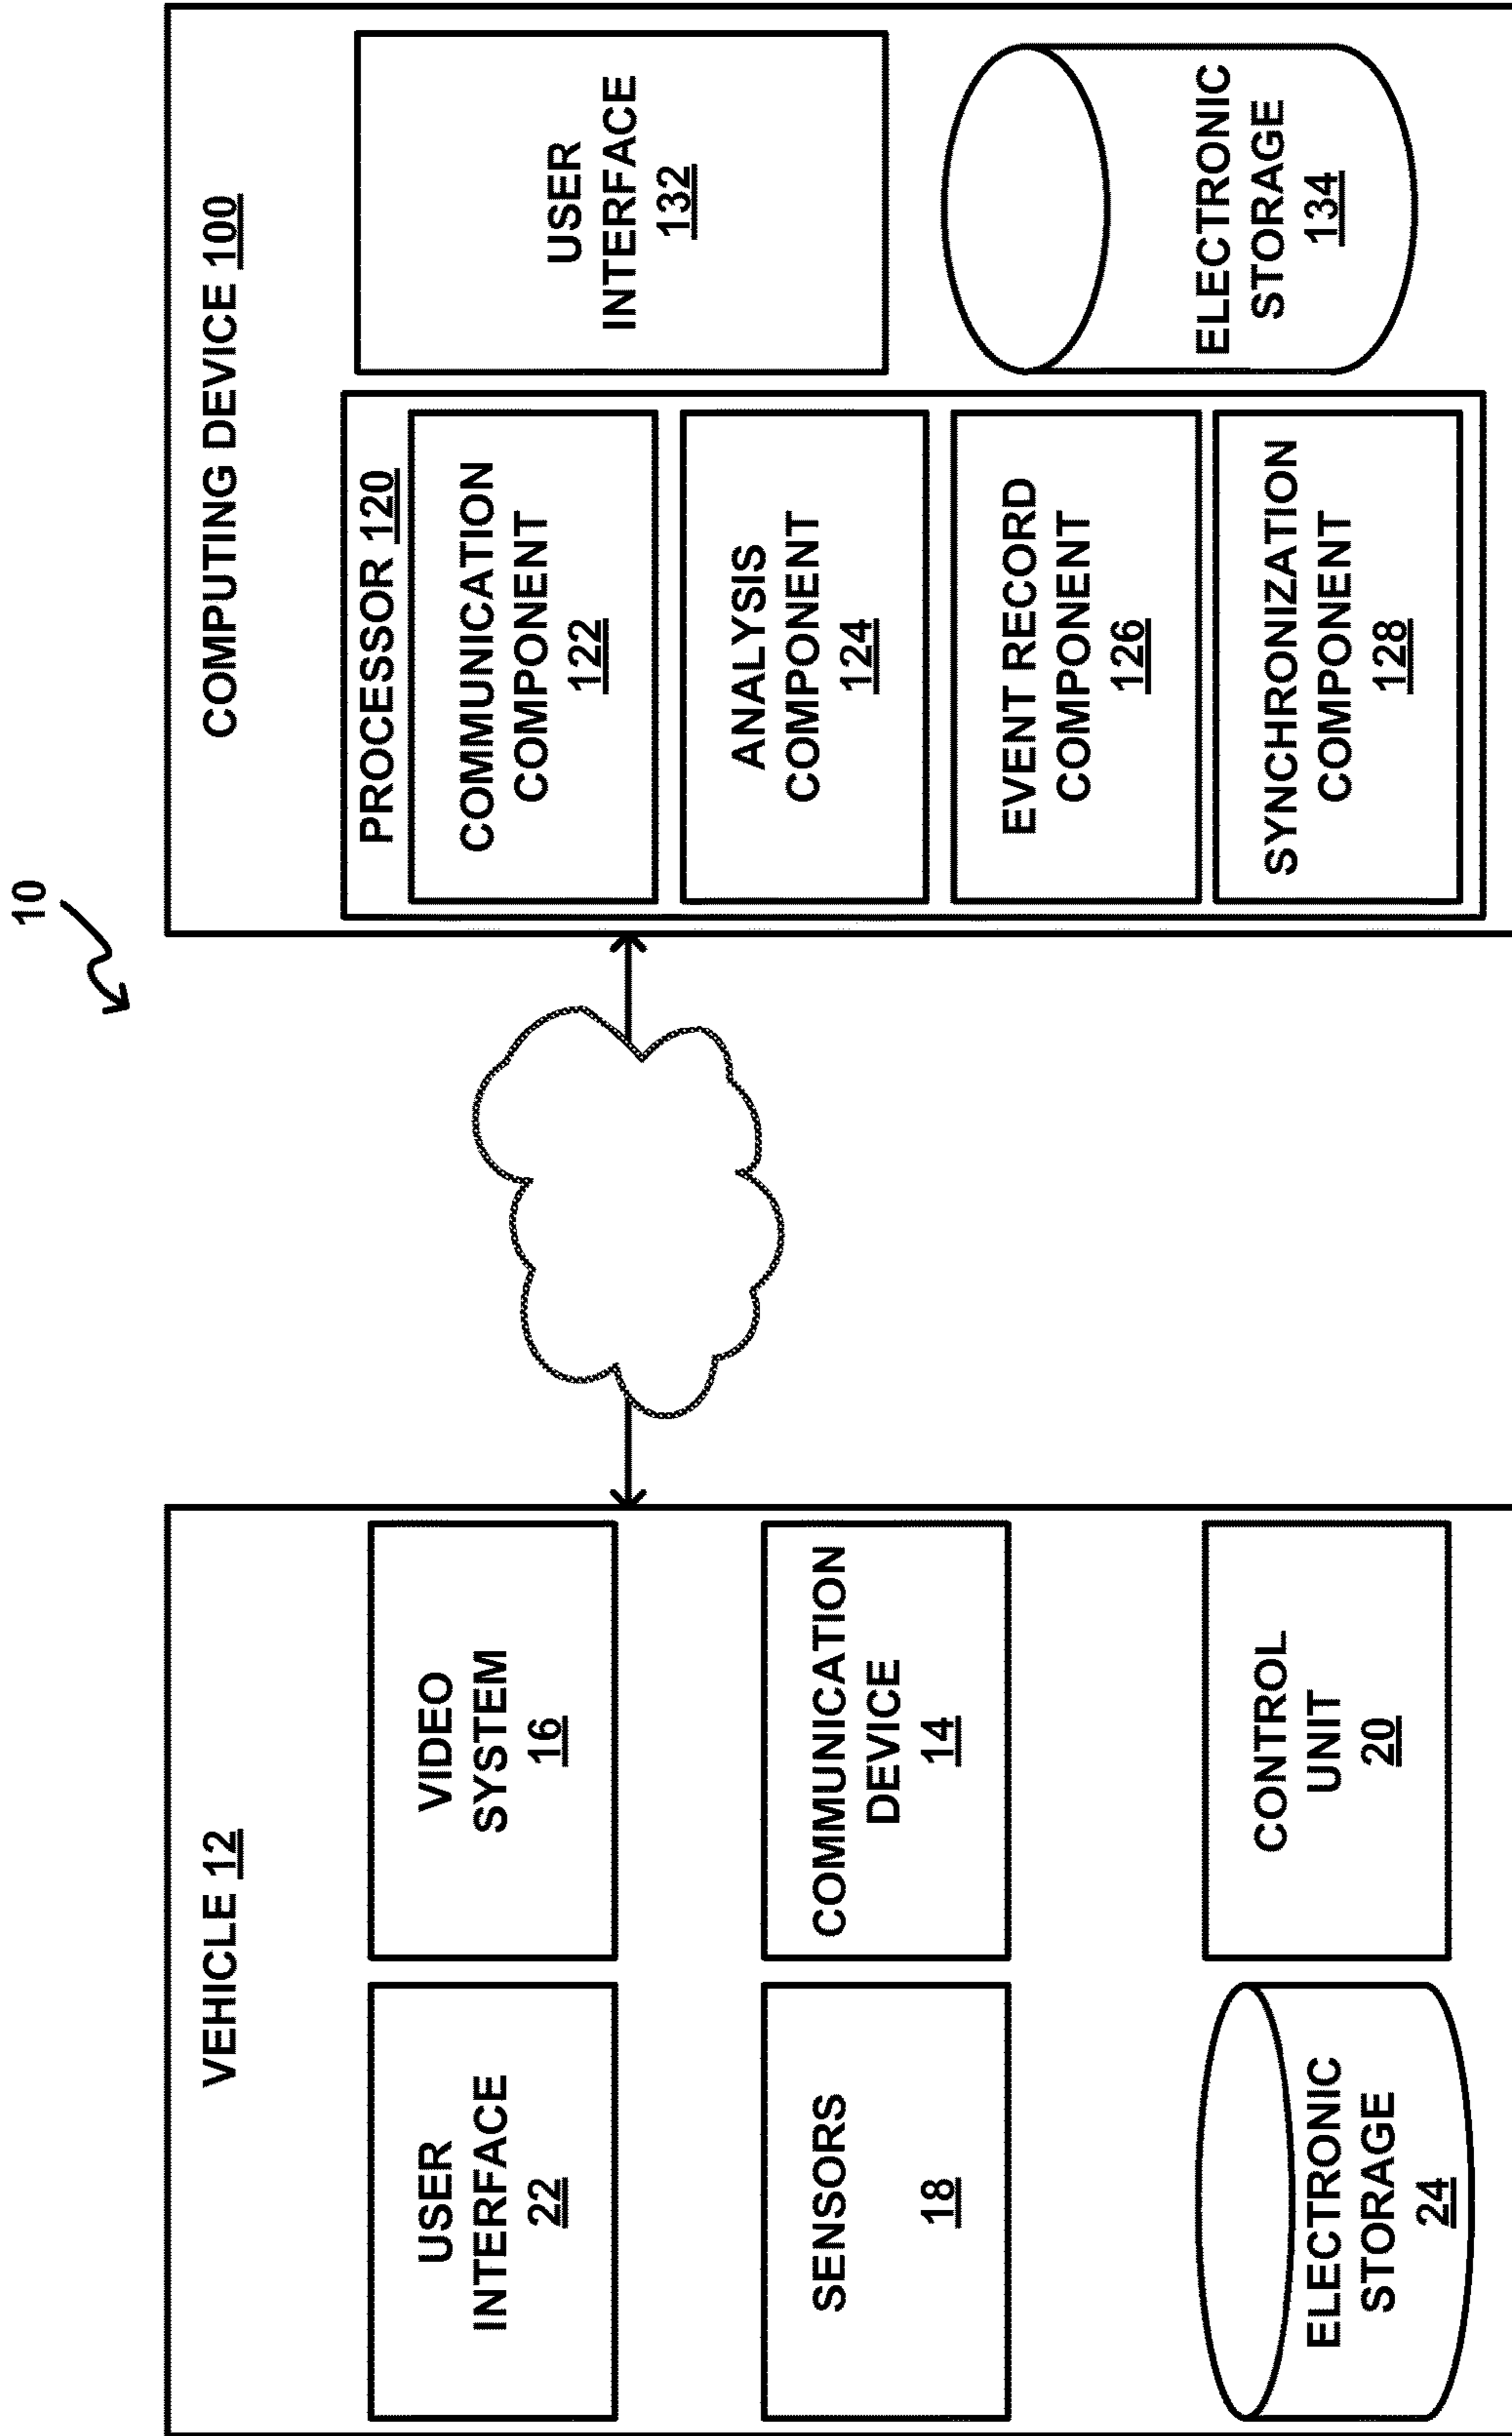 10
VEHICLE 12
USER
INTERFACE
22
VIDEO
SYSTEM
16
SENSORS
18
COMMUNICATION
DEVICE
14
ELECTRONIC
STORAGE
24
CONTROL
UNIT
20
COMPUTING DEVICE 100
PROCESSOR 120
COMMUNICATION
COMPONENT
122
ANALYSIS
COMPONENT
124
EVENT RECORD
COMPONENT
126
SYNCHRONIZATION
COMPONENT
128
USER
INTERFACE
132
ELECTRONIC
STORAGE
134